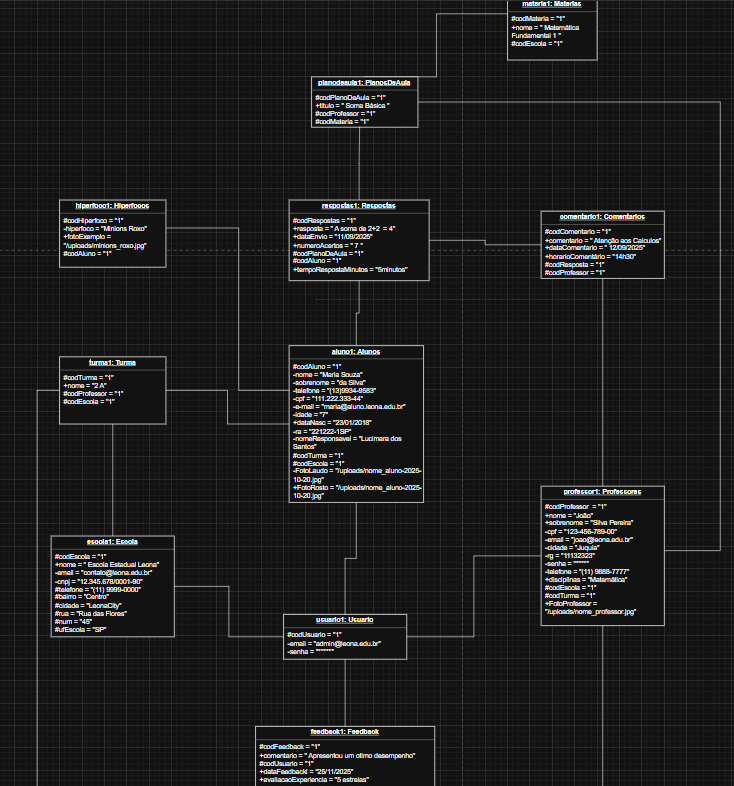 materia1: Materias
#codMateria = "1"
+nome = " Matemática
Fundamental 1 "
#codEscola = "1"
planodeaula1: PlanosDeAula
#codPlanoDeAula = "1"
+titulo = " Soma Básica "
#codProfessor = "1"
#codMateria = "1"
hiperfoco1: Hiperfocos
#codHiperfoco = "1"
-hiperfoco = "Minions Roxo"
+fotoExemplo =
"/uploads/minions_roxo.jpg"
#codAluno = "1"
respostas1: Respostas
#codRespostas = "1"
+resposta = " A soma de 2+2 = 4"
+dataEnvio = "11/09/2025"
+numeroAcertos = "7 "
#codPlanoDeAula = "1"
#codAluno = "1"
+tempoRespostaMinutos = "5minutos"
comentario1: Comentarios
#codComentario = "1"
+comentario = " Atenção aos Calculos"
+dataComentario = " 12/09/2025"
+horarioComentário = "14h30"
#codResposta = "1"
#codProfessor = "1"
turma1: Turma
#codTurma = "1"
+nome = "2 A"
#codProfessor = "1"
#codEscola = "1"
aluno1: Alunos
#codAluno = "1"
-nome = "Maria Souza"
-sobrenome = "da Silva"
-telefone = "(13)9934-9583"
-cpf = "111.222.333-44"
-e-mail = "maria@aluno.leona.edu.br"
-idade = "7"
+dataNasc = "23/01/2018"
-ra = "221222-1SP"
-nomeResponsavel = "Lucimara dos
Santos"
#codTurma = "1"
#codEscola = "1"
-FotoLaudo = "/uploads/nome_aluno-2025-
10-20.jpg"
+FotoRosto = "/uploads/nome_aluno-2025-
10-20.jpg"
professor1: Professores
#codProfessor = "1"
+nome = "João"
+sobrenome = "Silva Pereira"
-cpf = "123-456-789-00"
-email = "joao@leona.edu.br"
-cidade = "Juquia"
-rg = "11132323"
-senha = "******"
-telefone = "(11) 9888-7777"
+disciplinas = "Matemática"
#codEscola = "1"
#codTurma = "1"
+FotoProfessor =
"/uploads/nome_professor.jpg"
escola1: Escola
#codEscola = "1"
+nome = " Escola Estadual Leona"
-email = "contato@leona.edu.br"
-cnpj = "12.345.678/0001-90"
#telefone = "(11) 9999-0000"
#bairro = "Centro"
#cidade = "LeonaCity"
#rua = "Rua das Flores"
#num = "45"
#ufEscola = "SP"
usuario1: Usuario
#codUsuario = "1"
-email = "admin@leona.edu.br"
-senha = "******"
feedback1: Feedback
#codFeedback = "1"
+comentario = " Apresentou um otimo desempenho"
#codUsuario = "1"
+dataFeedbackl = "25/11/2025"
+avaliacaoExperiencia = "5 estrelas"